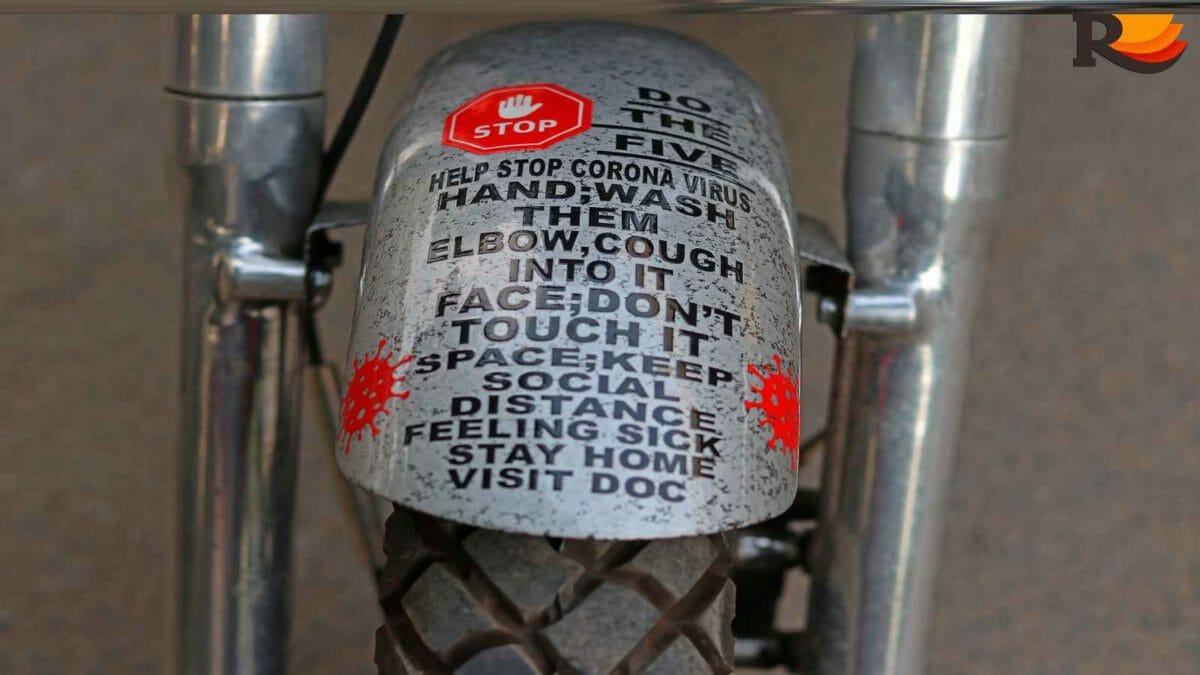 STOP
DO
THE
FIVE
HELP STOP CORONA VIRUS
HAND;WASH
THEM
ELBOW,COUGH
INTO IT
FACE;DON'T
TOUCH IT
SPACE;KEEP
SOCIAL
DISTANCE
FEELING SICK
STAY HOME
VISIT DOC
R